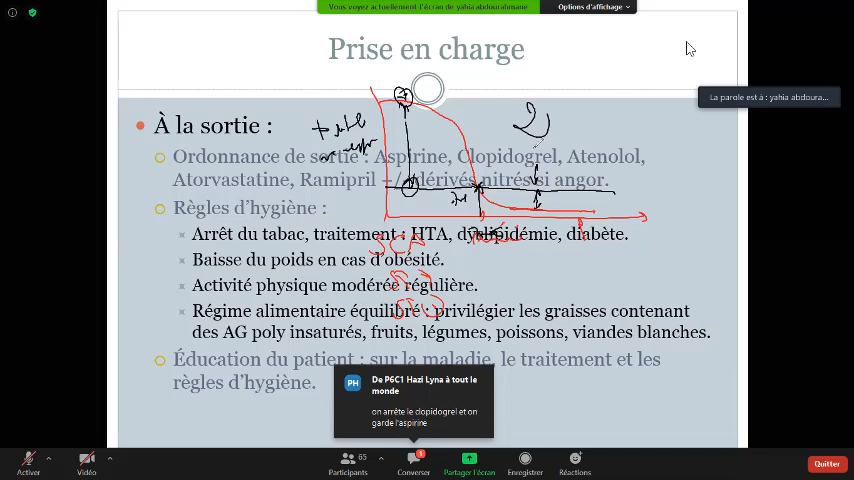 Vous voyez actuellement l'écran de yahia abdourahmane
Options d'affichage
Prise en charge
La parole est à : yahia abdoura...
À la sortie :
Ordonnance de sortie : Aspirine, Clopidogrel, Atenolol,
Atorvastatine, Ramipril +/- dérivés nitrés si angor.
Règles d'hygiène :
Arrêt du tabac, traitement : HTA, dyslipidémie, diabète.
SCA
Baisse du poids en cas d'obésité.
Activité physique modérée régulière.
Régime alimentaire équilibré : privilégier les graisses contenant
des AG poly insaturés, fruits, légumes, poissons, viandes blanches.
Éducation du patient : sur la maladie, le traitement et les
règles d'hygiène.
PH
De P6C1 Hazi Lyna à tout le
monde
on arrête le clopidogrel et on
garde l'aspirine
Activer
Vidéo
65
Participants
1
Converser
Partager l'écran
Enregistrer
Réactions
Quitter